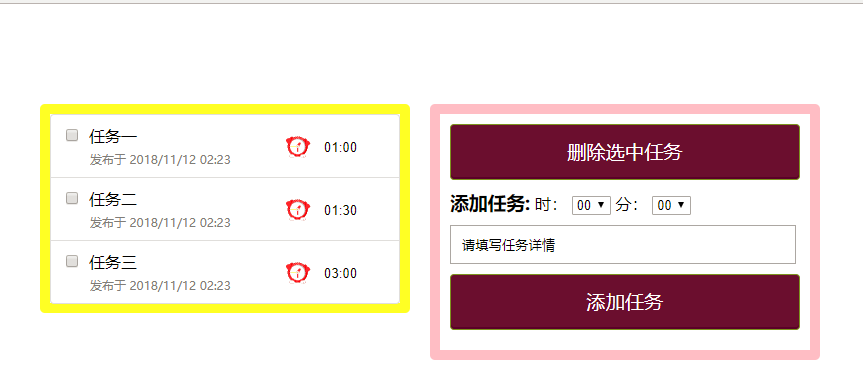 任务一
发布于 2018/11/12 02:23
01:00
任务二
发布于 2018/11/12 02:23
01:30
任务三
发布于 2018/11/12 02:23
03:00
删除选中任务
添加任务: 时： 00 分： 00
请填写任务详情
添加任务